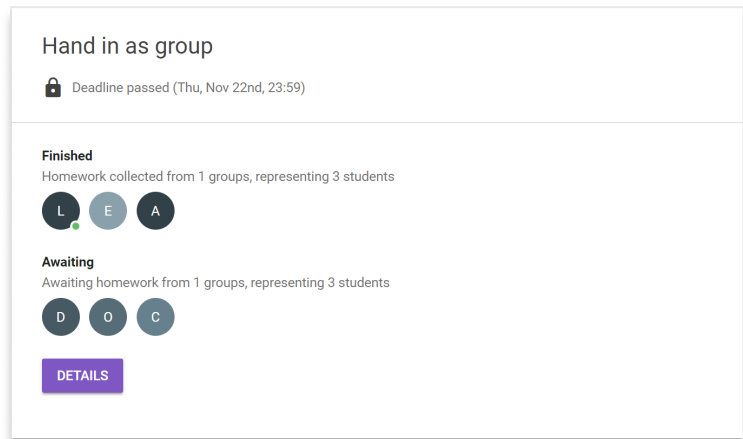 Hand in as group
Deadline passed (Thu, Nov 22nd, 23:59)
Finished
Homework collected from 1 groups, representing 3 students
L E A
Awaiting
Awaiting homework from 1 groups, representing 3 students
D O C
DETAILS